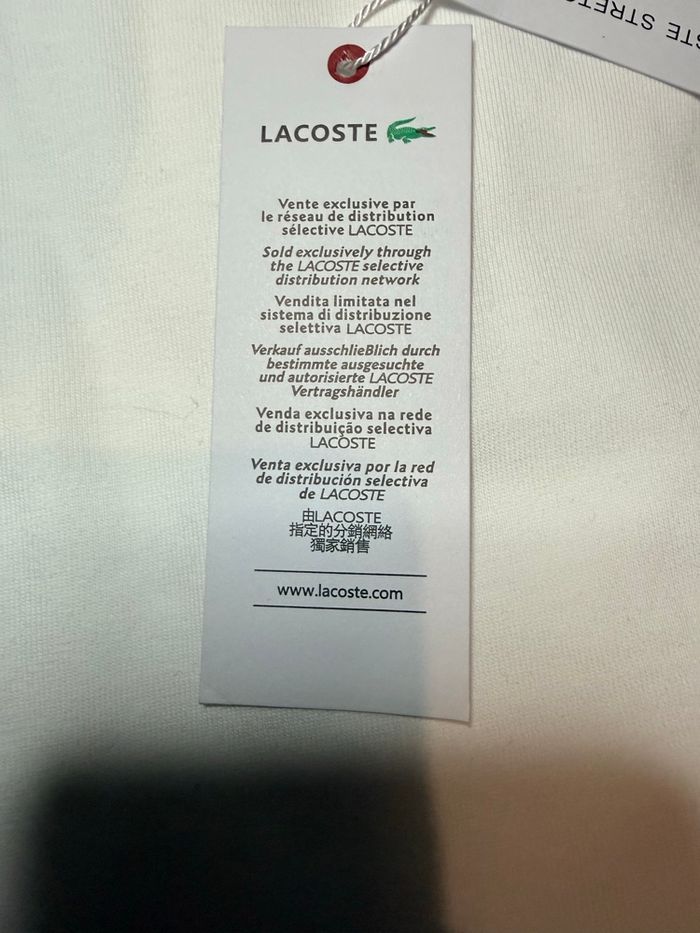 STE STRETC
LACOSTE
Vente exclusive par
le réseau de distribution
sélective LACOSTE
Sold exclusively through
the LACOSTE selective
distribution network
Vendita limitata nel
sistema di distribuzione
selettiva LACOSTE
Verkauf ausschlieBlich durch
bestimmte ausgesuchte
und autorisierte LACOSTE
Vertragshändler
Venda exclusiva na rede
de distribuição selectiva
LACOSTE
Venta exclusiva por la red
de distribución selectiva
de LACOSTE
由LACOSTE
指定的分銷網絡
獨家銷售
www.lacoste.com